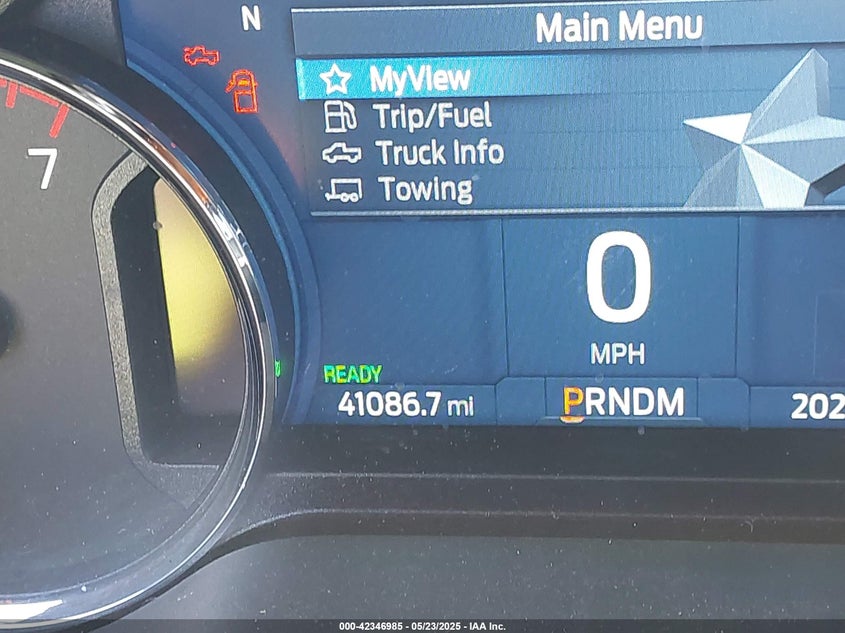 N
Main Menu
MyView
Trip/Fuel
Truck Info
Towing
7
0
MPH
READY
41086.7 mi
PRNDM
202
000-42346985 - 05/23/2025 - IAA Inc.